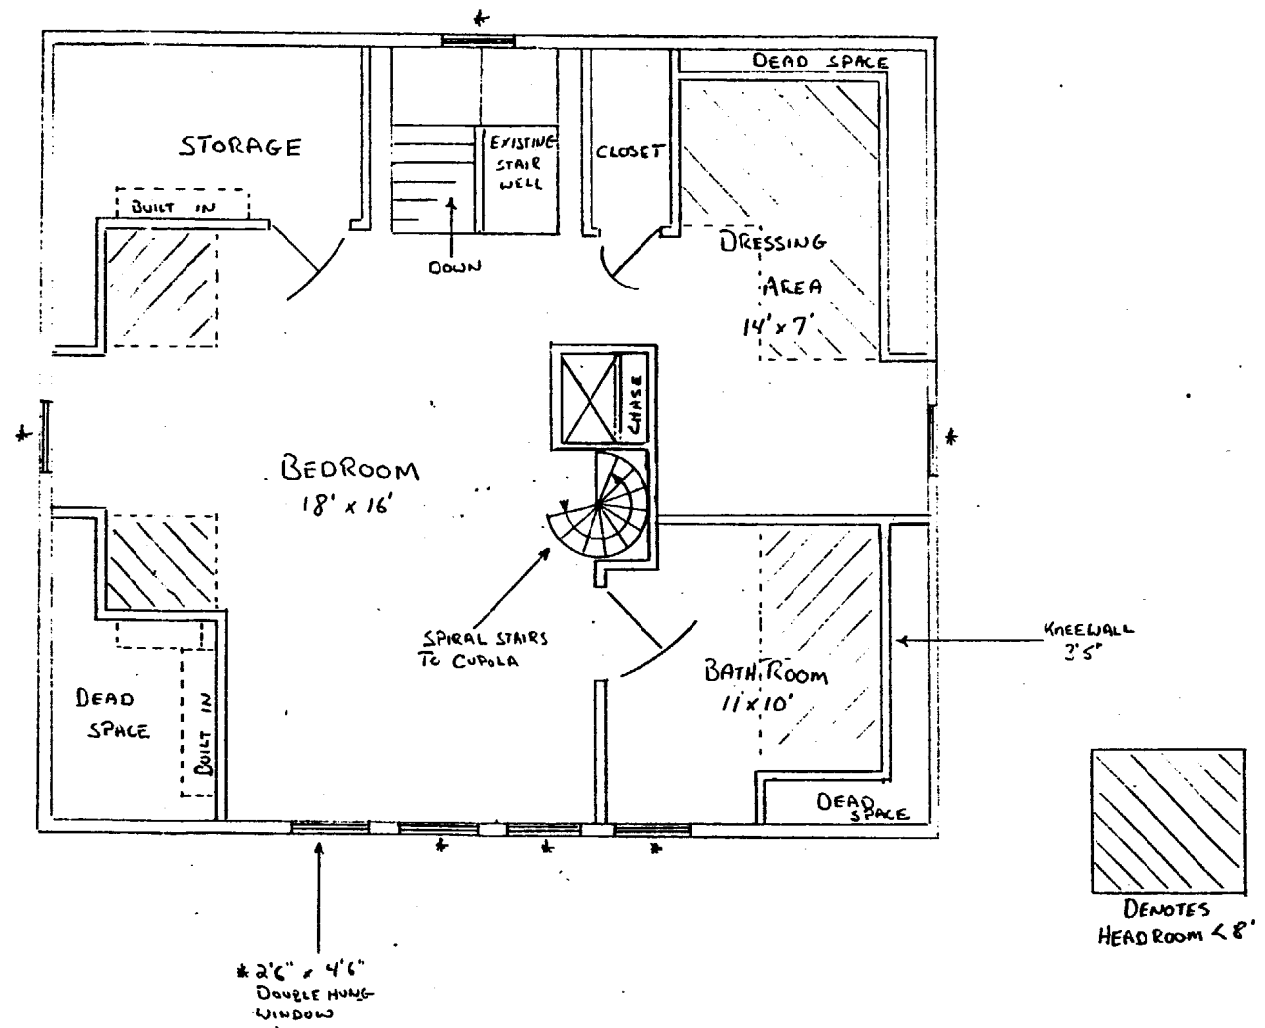 *
DEAD SPACE
STORAGE
EXISTING
STAIR
WELL
CLOSET
BUILT IN
DOWN
DRESSING
AREA
14' x 7'
CHASE
*
*
BEDROOM
18' x 16'
SPIRAL STAIRS
TO CUPOLA
KNEEWALL
3'5"
BATH ROOM
11' x 10'
DEAD
SPACE
BUILT IN
DEAD
SPACE
* * *
DENOTES
HEADROOM < 8'
* 2'6" x 4'6"
DOUBLE HUNG
WINDOW